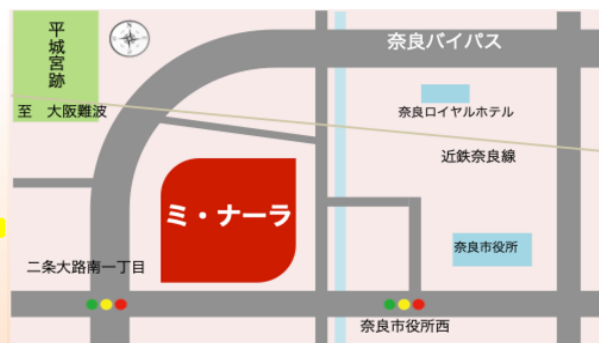 平城宮跡
奈良バイパス
至 大阪難波
奈良ロイヤルホテル
近鉄奈良線
ミ・ナーラ
奈良市役所
二条大路南一丁目
奈良市役所西